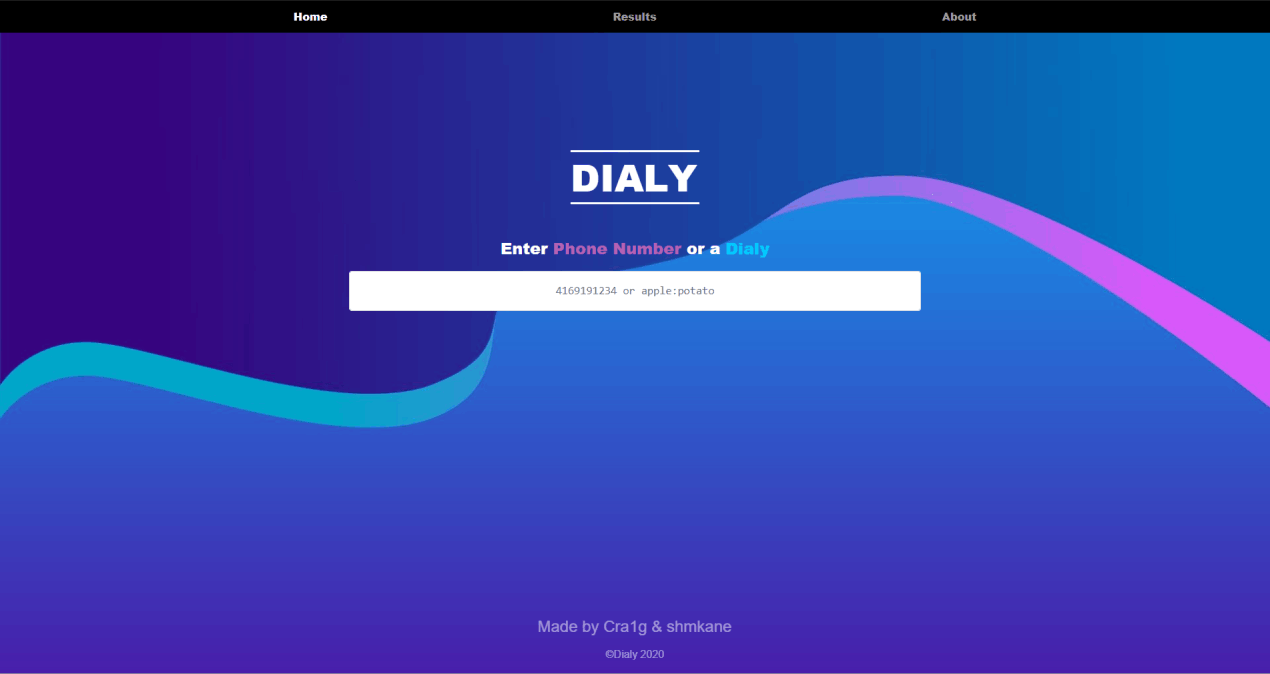 Home Results About
DIALY
Enter Phone Number or a Dialy
4169191234 or apple:potato
Made by Cra1g & shmkane
©Dialy 2020